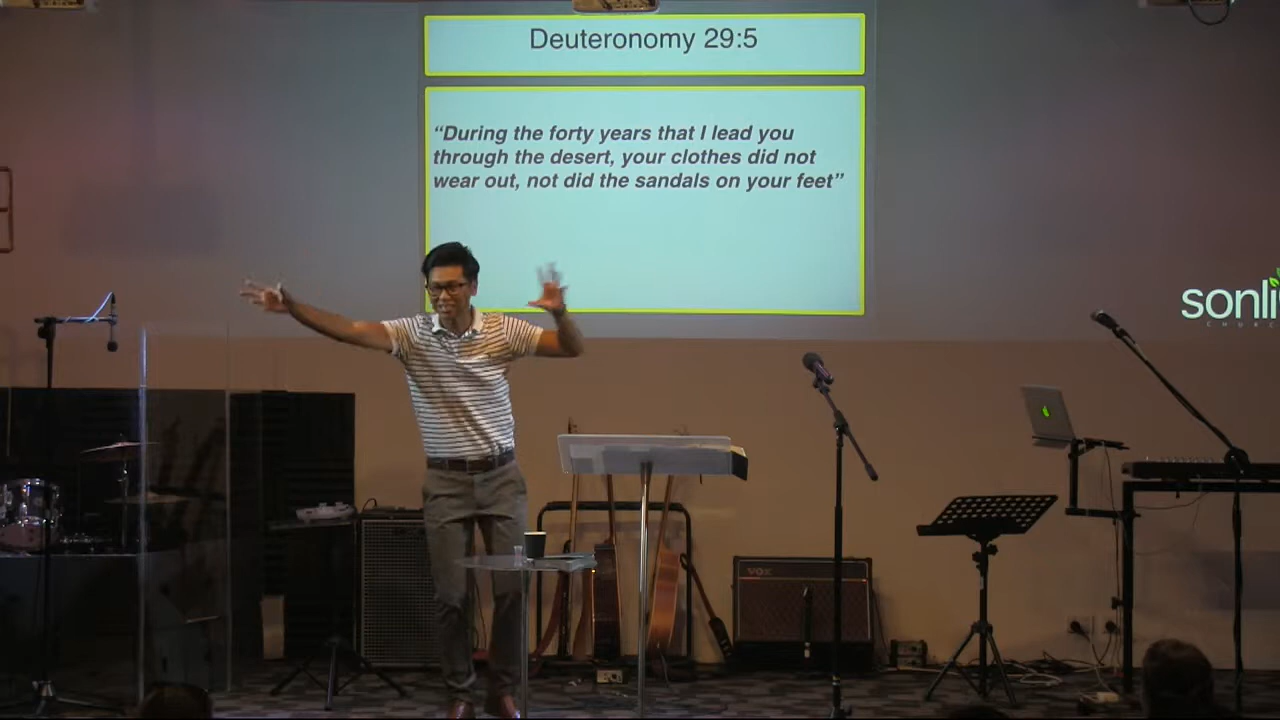 Deuteronomy 29:5
“During the forty years that I lead you
through the desert, your clothes did not
wear out, not did the sandals on your feet”
VOX